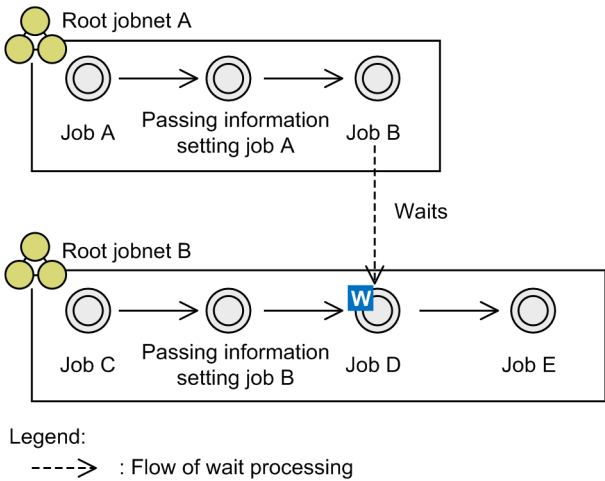 Root jobnet A
Job A
Passing information
setting job A
Job B
Waits
Root jobnet B
W
Job C
Passing information
setting job B
Job D
Job E
Legend:
: Flow of wait processing